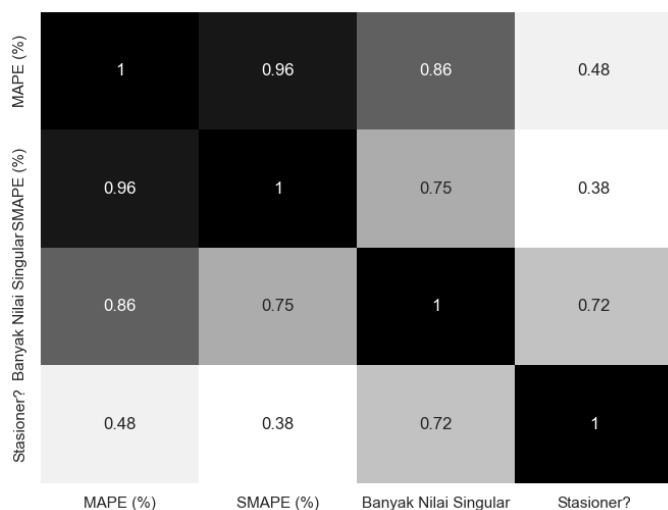 MAPE (%)
1
0.96
0.86
0.48
SMAPE (%)
0.96
1
0.75
0.38
Banyak Nilai Singular
0.86
0.75
1
0.72
Stasioner?
0.48
0.38
0.72
1
MAPE (%)
SMAPE (%)
Banyak Nilai Singular
Stasioner?